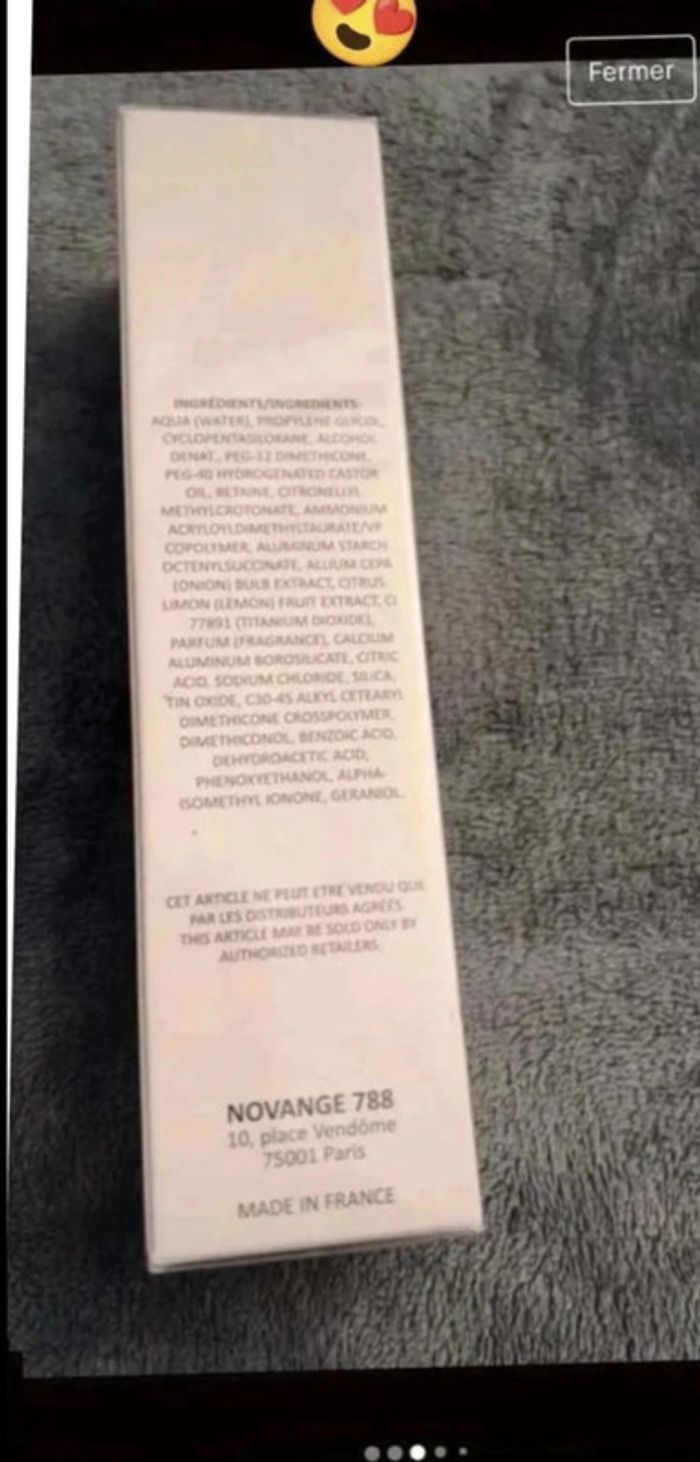 Fermer
INGRÉDIENTS/INGREDIENTS:
AQUA (WATER), PROPYLENE GLYCOL,
CYCLOPENTASILOXANE, ALCOHOL
DENAT, PEG-12 DIMETHICONE,
PEG-40 HYDROGENATED CASTOR
OIL, BETAINE, CITRONELLYL
METHYLCROTONATE, AMMONIUM
ACRYLOYLDIMETHYLTAURATE/VP
COPOLYMER, ALUMINUM STARCH
OCTENYLSUCCINATE, ALLIUM CEPA
(ONION) BULB EXTRACT, CITRUS
LIMON (LEMON) FRUIT EXTRACT, CI
77891 (TITANIUM DIOXIDE),
PARFUM (FRAGRANCE), CALCIUM
ALUMINUM BOROSILICATE, CITRIC
ACID, SODIUM CHLORIDE, SILICA,
TIN OXIDE, C30-45 ALKYL CETEARYL
DIMETHICONE CROSSPOLYMER,
DIMETHICONOL, BENZOIC ACID,
DEHYDROACETIC ACID,
PHENOXYETHANOL, ALPHA-
ISOMETHYL IONONE, GERANIOL.
CET ARTICLE NE PEUT ETRE VENDU QUE
PAR LES DISTRIBUTEURS AGRÉÉS
THIS ARTICLE MAY BE SOLD ONLY BY
AUTHORIZED RETAILERS.
NOVANGE 788
10, place Vendôme
75001 Paris
MADE IN FRANCE